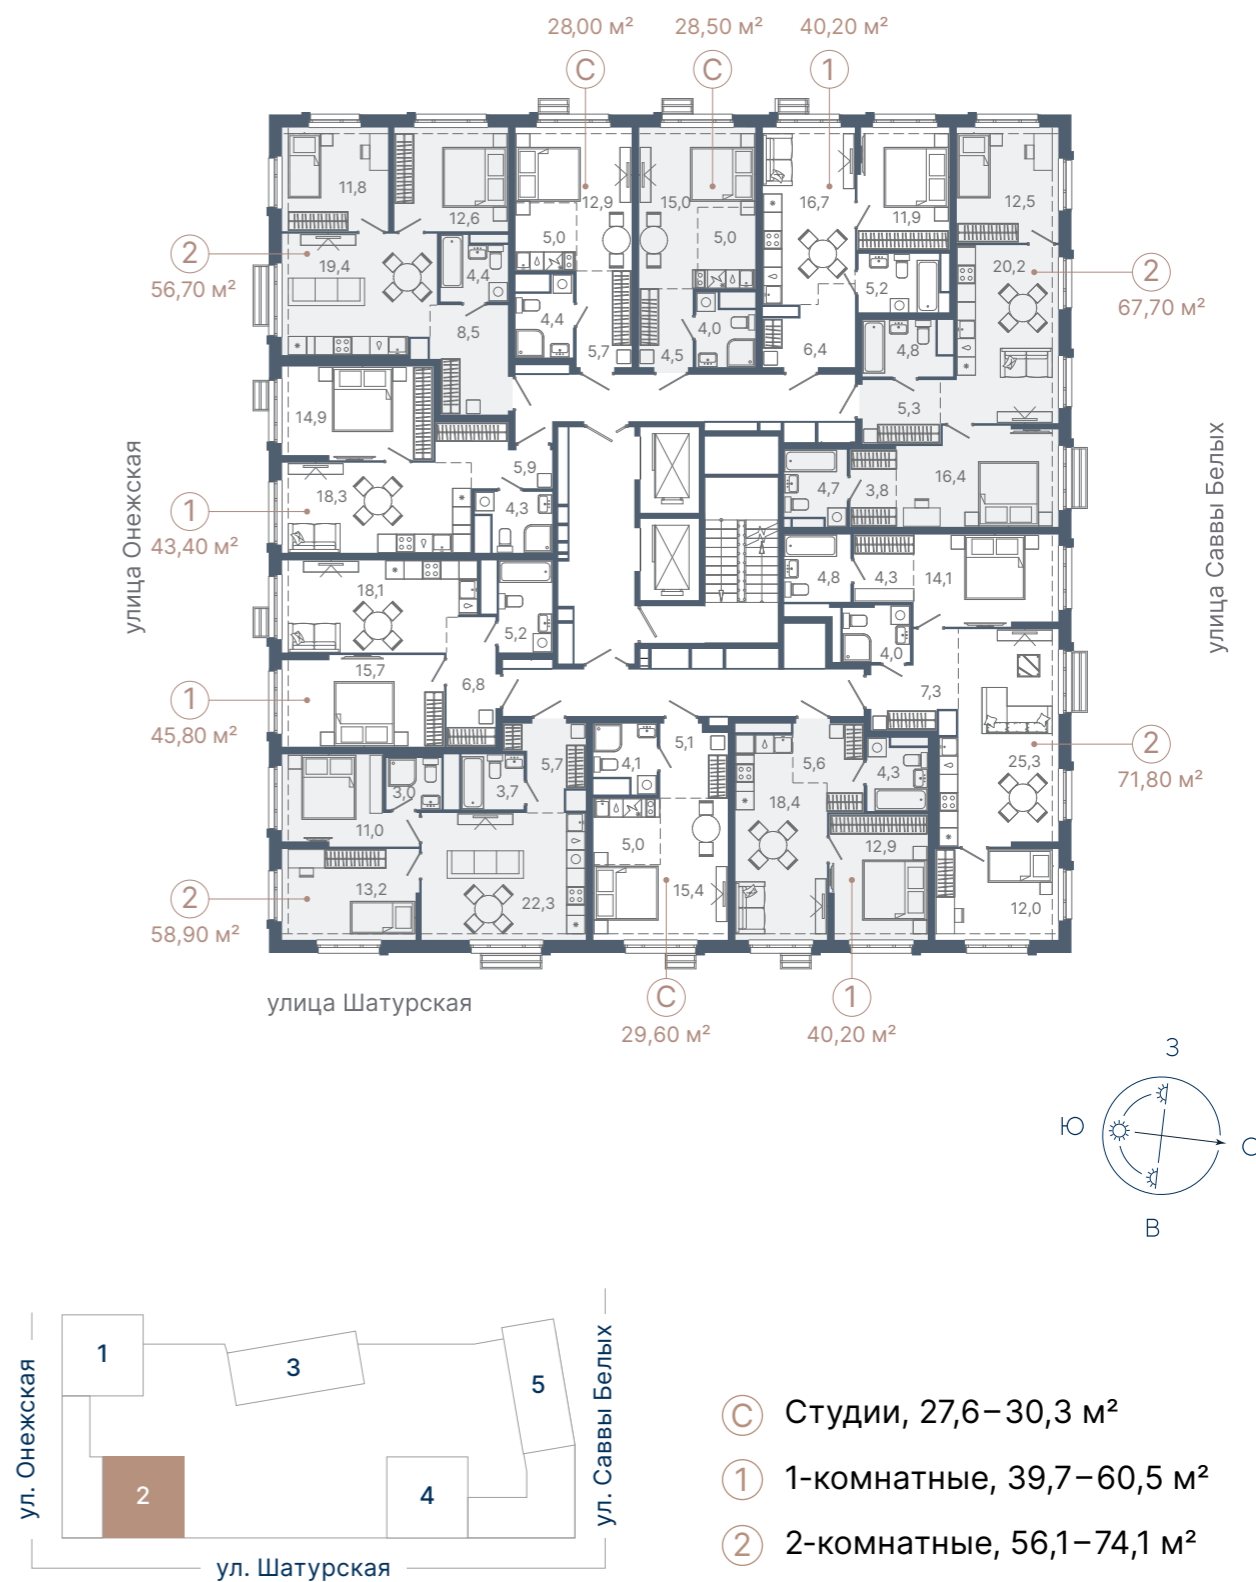 28,00 м² 28,50 м² 40,20 м²
С С 1
11,8 12,6 12,9 15,0 16,7 11,9 12,5
5,0 5,0
2 19,4 4,4 5,2 20,2 2
56,70 м² 67,70 м²
8,5 4,4 5,7 4,5 4,0 6,4 4,8
5,3
14,9
5,9 4,7 3,8 16,4
18,3 4,3
1
43,40 м²
улица Онежская
улица Саввы Белых
18,1 5,2 4,8 4,3 14,1
4,0
15,7 6,8 7,3
1
45,80 м²
5,7 5,1 5,6
3,0 3,7 4,1 4,3 25,3 2
71,80 м²
11,0 5,0 18,4 12,9
13,2 22,3 15,4 12,0
2
58,90 м²
С 1
29,60 м² 40,20 м²
улица Шатурская
З
Ю С
В
1 3 5
2 4
ул. Онежская
ул. Саввы Белых
ул. Шатурская
С Студии, 27,6–30,3 м²
1 1-комнатные, 39,7–60,5 м²
2 2-комнатные, 56,1–74,1 м²